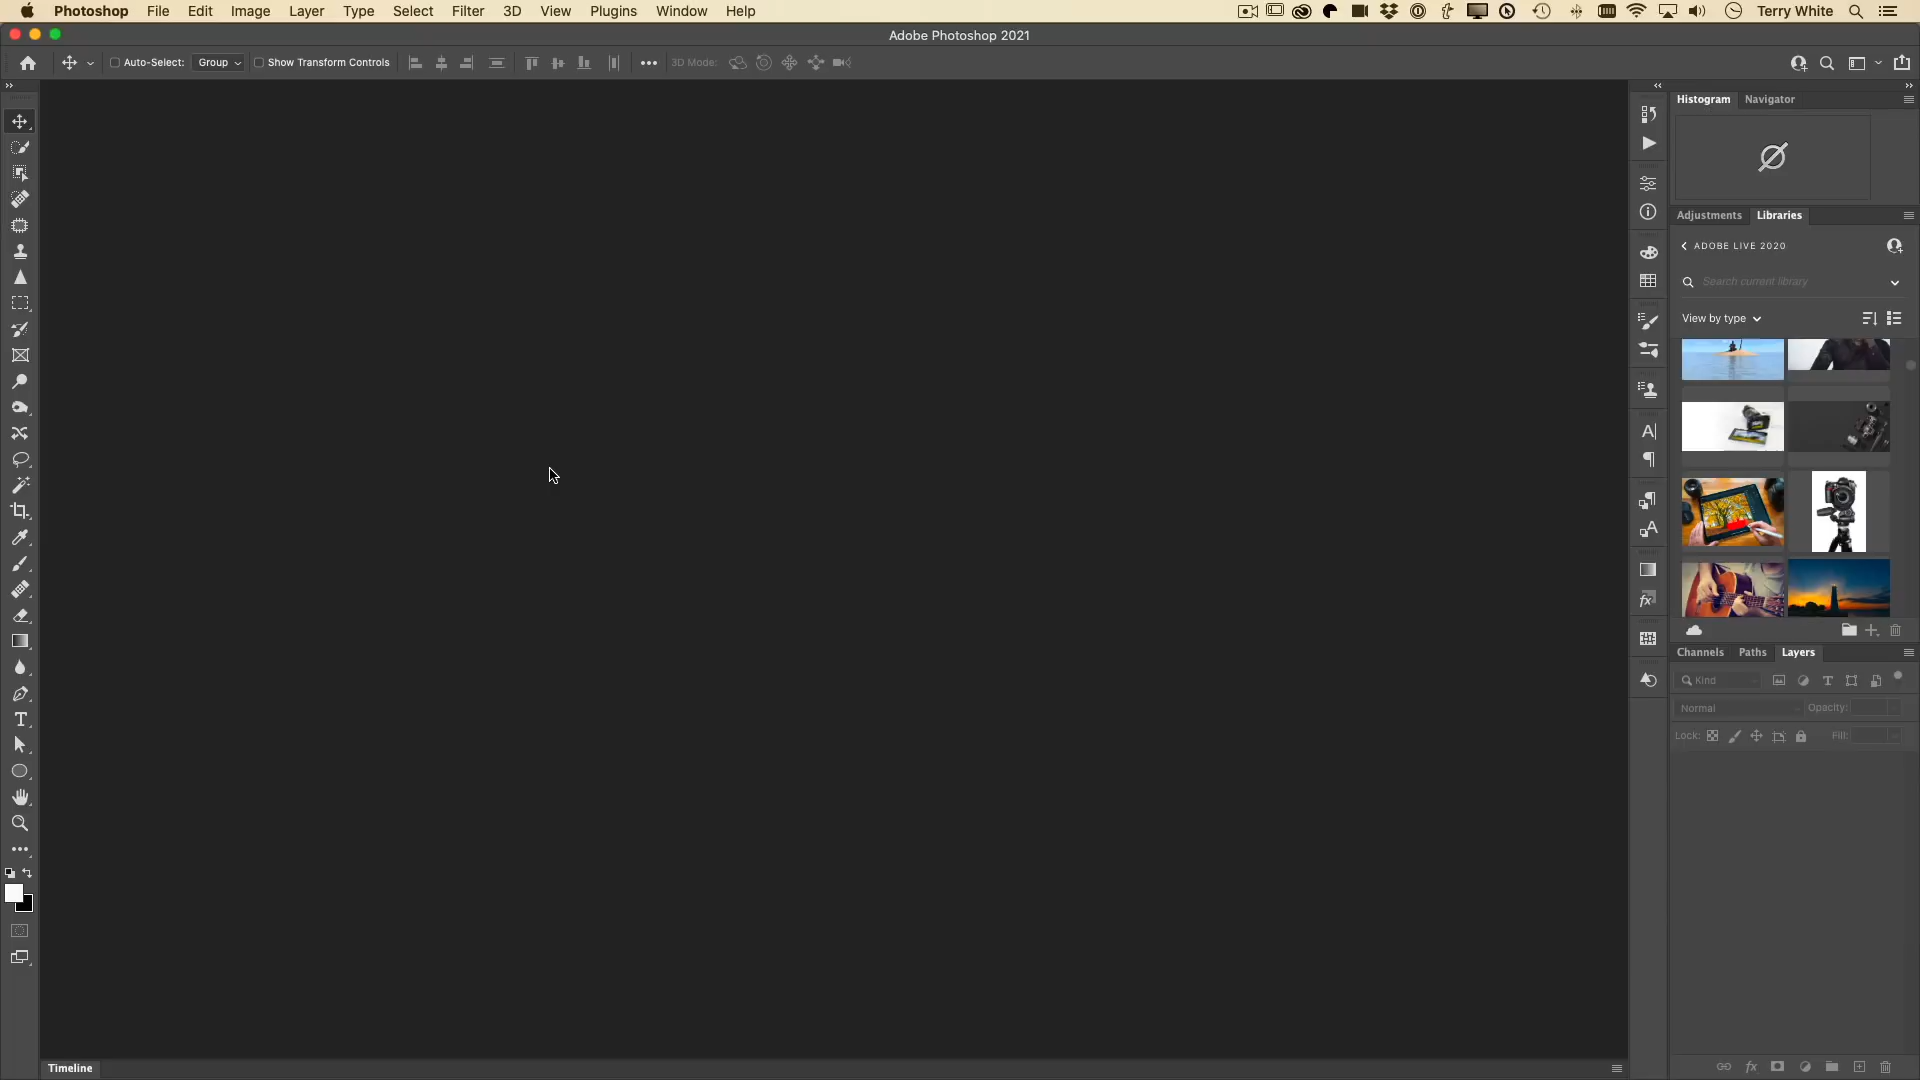 Photoshop File Edit Image Layer Type Select Filter 3D View Plugins Window Help Terry White
Adobe Photoshop 2021
Auto-Select: Group Show Transform Controls 3D Mode:
Histogram Navigator
Adjustments Libraries
ADOBE LIVE 2020
Search current library
View by type
Channels Paths Layers
Kind
Normal Opacity:
Lock: Fill:
Timeline